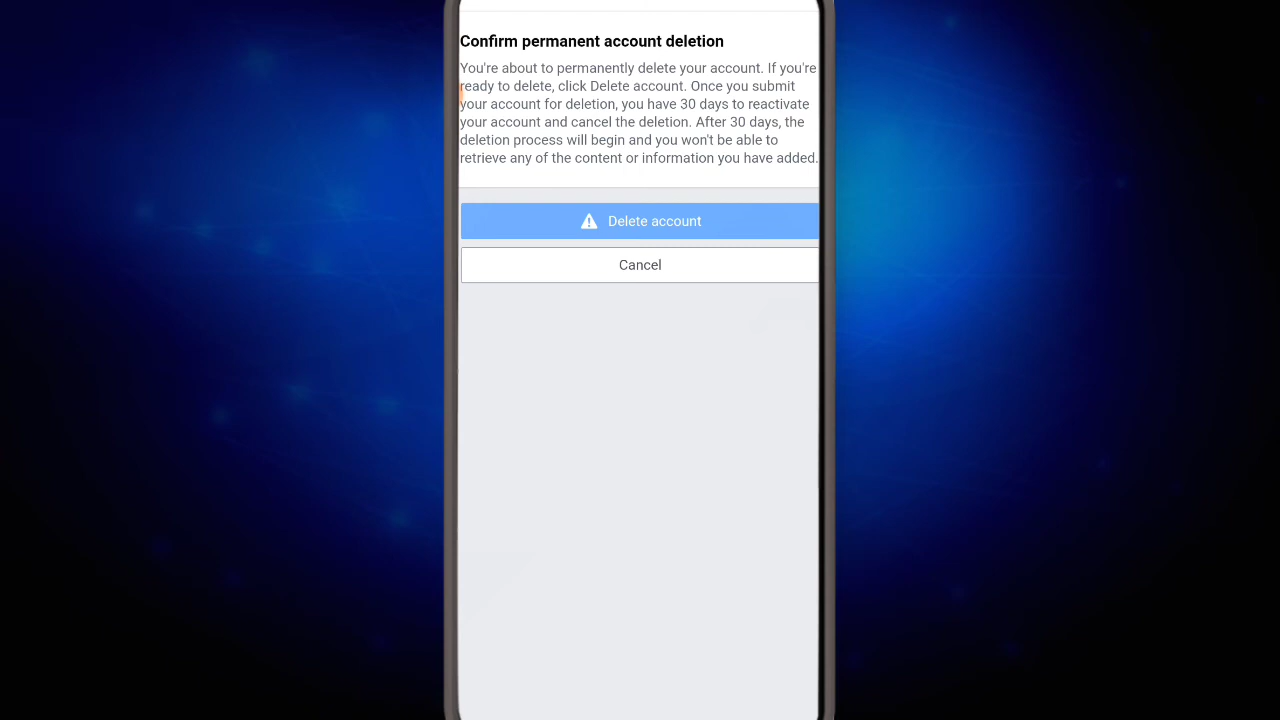 Confirm permanent account deletion
You're about to permanently delete your account. If you're
ready to delete, click Delete account. Once you submit
your account for deletion, you have 30 days to reactivate
your account and cancel the deletion. After 30 days, the
deletion process will begin and you won't be able to
retrieve any of the content or information you have added.
Delete account
Cancel